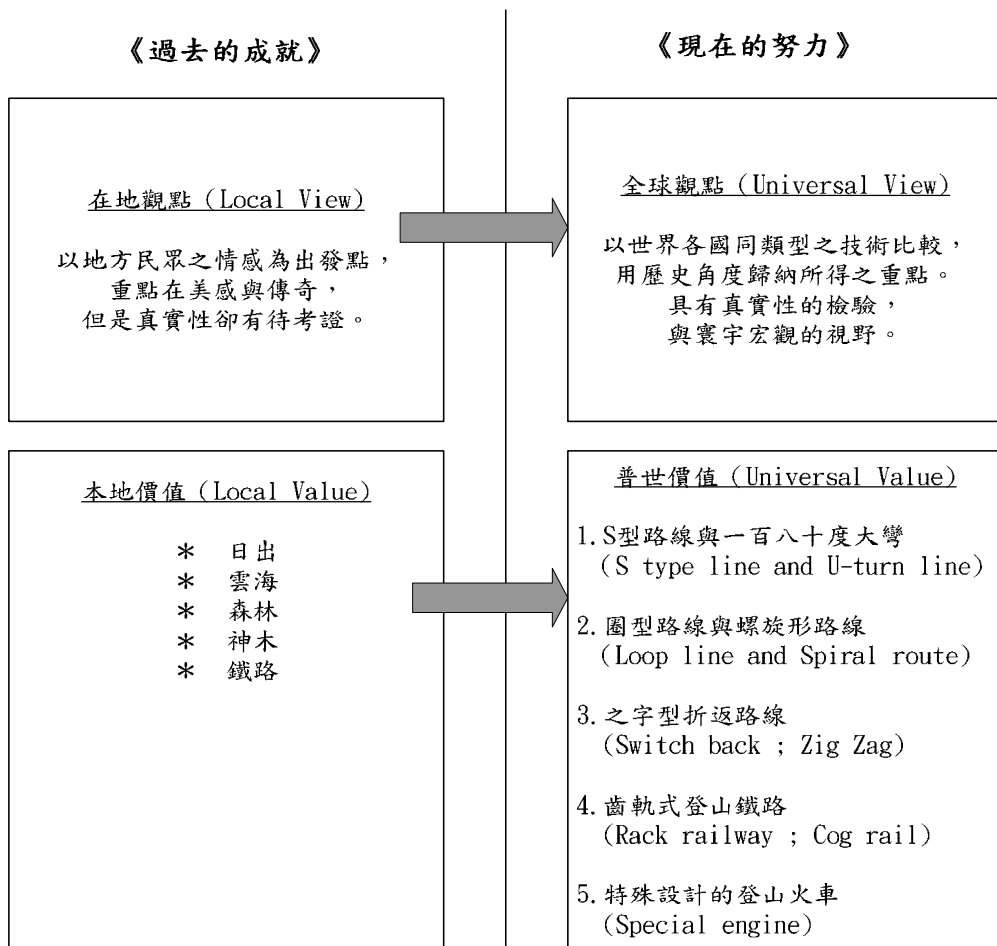 《過去的成就》
《現在的努力》
在地觀點 (Local View)
以地方民眾之情感為出發點，
重點在美感與傳奇，
但是真實性卻有待考證。
全球觀點 (Universal View)
以世界各國同類型之技術比較，
用歷史角度歸納所得之重點。
具有真實性的檢驗，
與寰宇宏觀的視野。
本地價值 (Local Value)
＊ 日出
＊ 雲海
＊ 森林
＊ 神木
＊ 鐵路
普世價值 (Universal Value)
1. S型路線與一百八十度大彎
(S type line and U-turn line)
2. 圈型路線與螺旋形路線
(Loop line and Spiral route)
3. 之字型折返路線
(Switch back ; Zig Zag)
4. 齒軌式登山鐵路
(Rack railway ; Cog rail)
5. 特殊設計的登山火車
(Special engine)